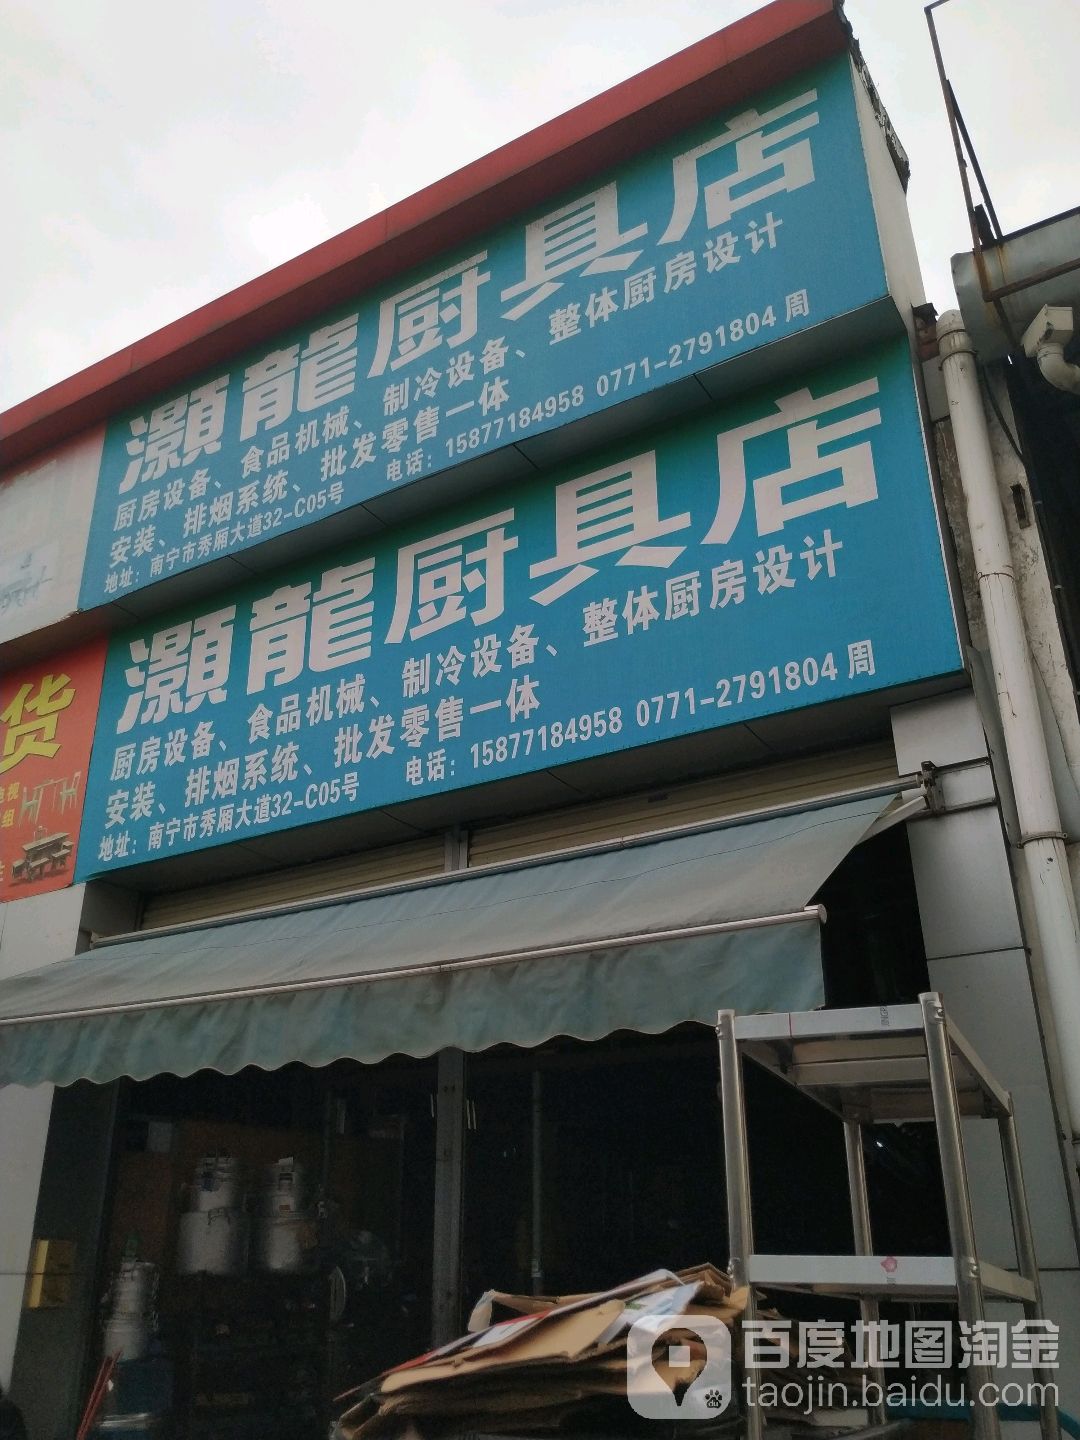 灏龍厨具店
厨房设备、食品机械、制冷设备、整体厨房设计
安装、排烟系统、批发零售一体
地址：南宁市秀厢大道32-C05号 电话：15877184958 0771-2791804 周
灏龍厨具店
厨房设备、食品机械、制冷设备、整体厨房设计
安装、排烟系统、批发零售一体
地址：南宁市秀厢大道32-C05号 电话：15877184958 0771-2791804 周
货
电视
组
百度地图淘金
taojin.baidu.com